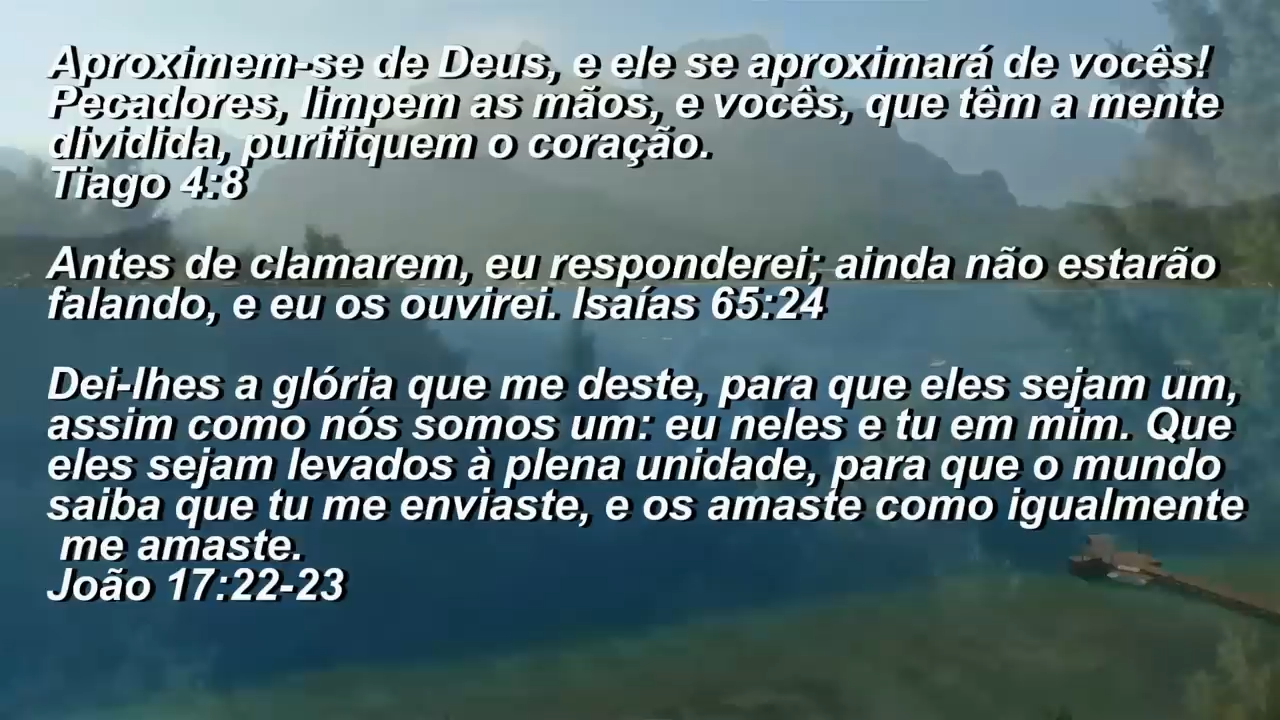 Aproximem-se de Deus, e ele se aproximará de vocês!
Pecadores, limpem as mãos, e vocês, que têm a mente
dividida, purifiquem o coração.
Tiago 4:8
Antes de clamarem, eu responderei; ainda não estarão
falando, e eu os ouvirei. Isaías 65:24
Dei-lhes a glória que me deste, para que eles sejam um,
assim como nós somos um: eu neles e tu em mim. Que
eles sejam levados à plena unidade, para que o mundo
saiba que tu me enviaste, e os amaste como igualmente
me amaste.
João 17:22-23